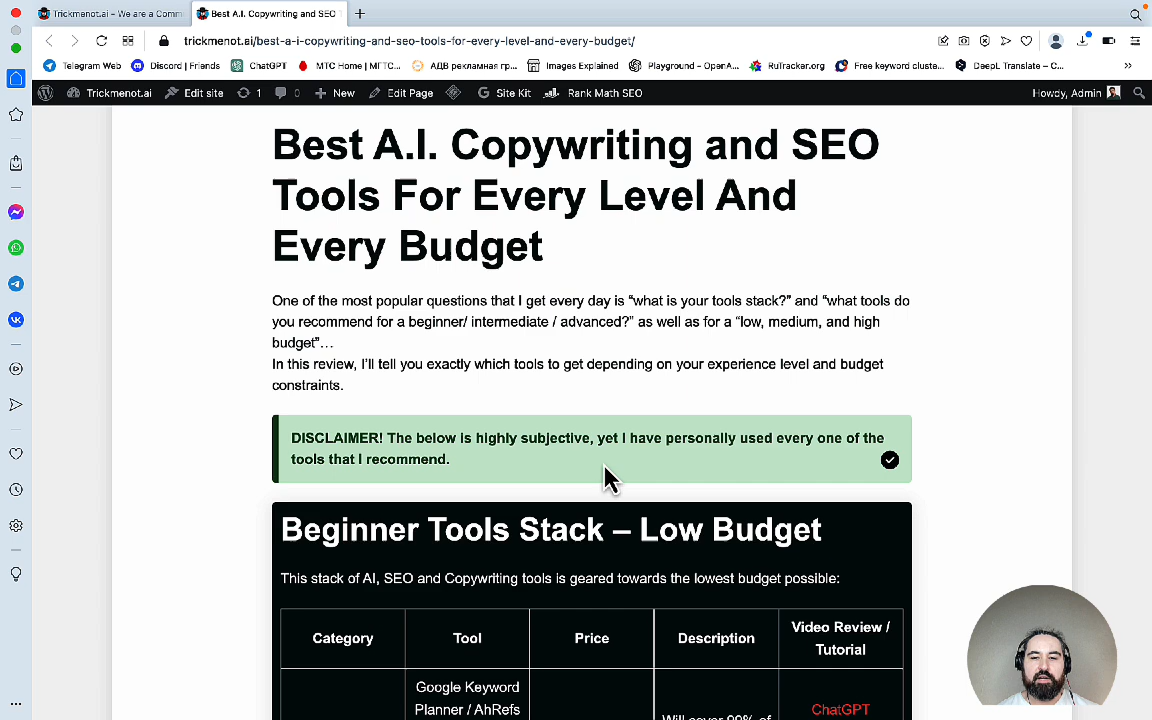 Trickmenot.ai – We are a Comm
Best A.I. Copywriting and SEO T
trickmenot.ai/best-a-i-copywriting-and-seo-tools-for-every-level-and-every-budget/
Telegram Web
Discord | Friends
ChatGPT
МТС Home | МГТС...
АДВ рекламная гр...
Images Explained
Playground – OpenA...
RuTracker.org
Free keyword cluste...
DeepL Translate – C...
Trickmenot.ai
Edit site
1
0
New
Edit Page
Site Kit
Rank Math SEO
Howdy, Admin
Best A.I. Copywriting and SEO
Tools For Every Level And
Every Budget
One of the most popular questions that I get every day is “what is your tools stack?” and “what tools do
you recommend for a beginner/ intermediate / advanced?” as well as for a “low, medium, and high
budget”…
In this review, I’ll tell you exactly which tools to get depending on your experience level and budget
constraints.
DISCLAIMER! The below is highly subjective, yet I have personally used every one of the
tools that I recommend.
Beginner Tools Stack – Low Budget
This stack of AI, SEO and Copywriting tools is geared towards the lowest budget possible:
Category
Tool
Price
Description
Video Review /
Tutorial
Google Keyword
Planner / AhRefs
Will cover 99% of
ChatGPT